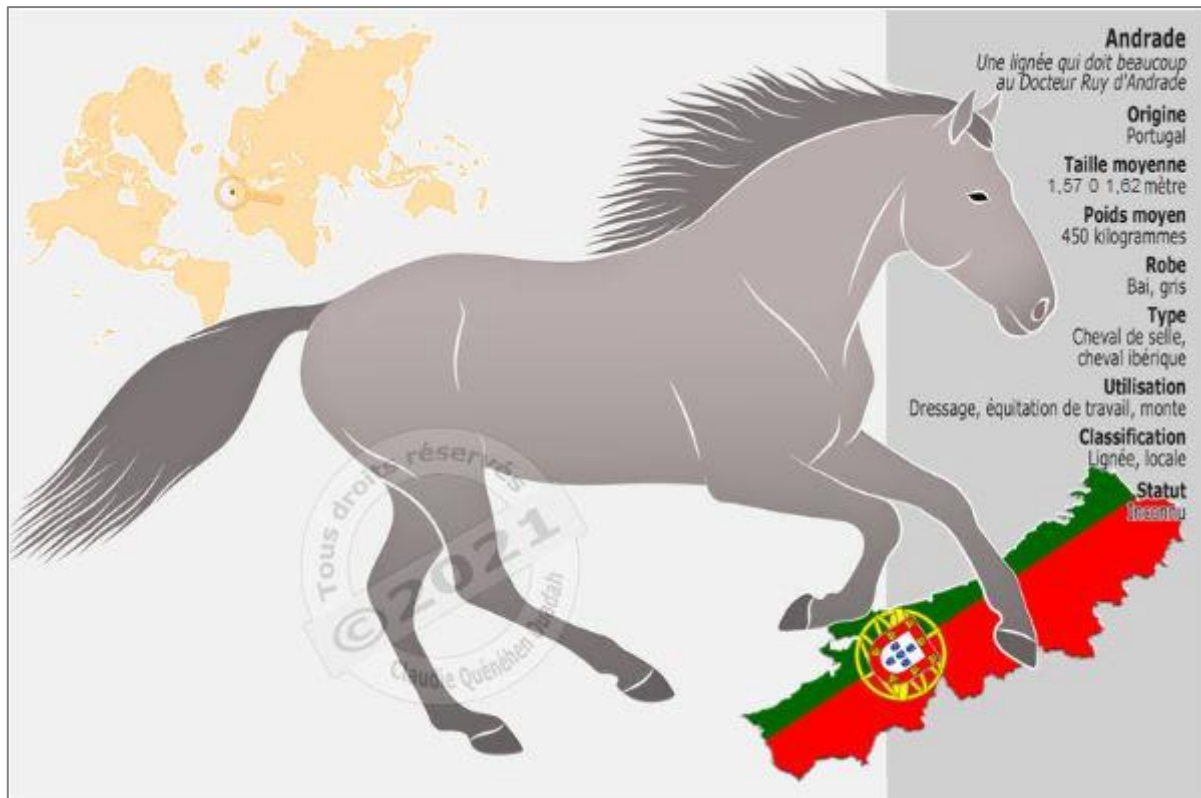 Andrade
Une lignée qui doit beaucoup
au Docteur Ruy d'Andrade
Origine
Portugal
Taille moyenne
1,57 0 1,62 mètre
Poids moyen
450 kilogrammes
Robe
Bai, gris
Type
Cheval de selle,
cheval ibérique
Utilisation
Dressage, équitation de travail, monte
Classification
Lignée, locale
Statut
Inconnu
Tous droits réservés
©2021
Claudie Quénéhen